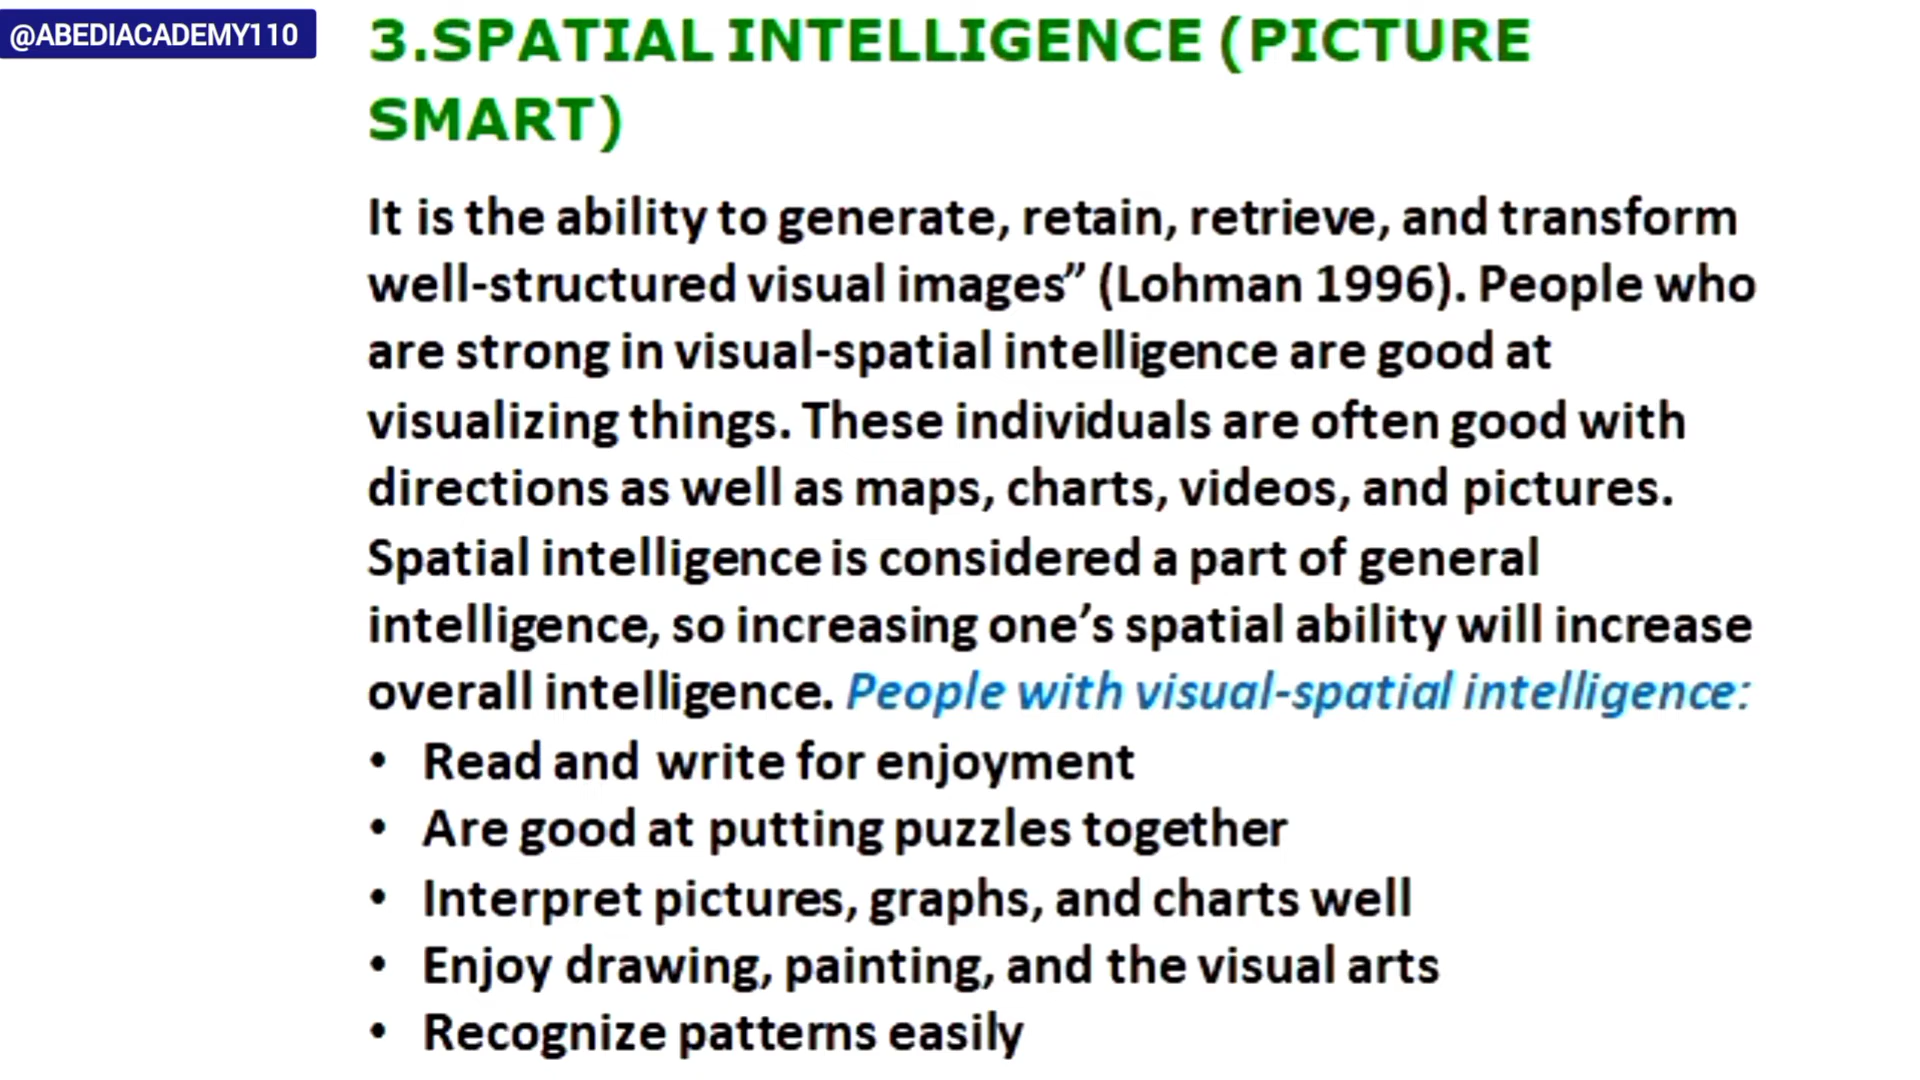 @ABEDIACADEMY110
3.SPATIAL INTELLIGENCE (PICTURE
SMART)
It is the ability to generate, retain, retrieve, and transform
well-structured visual images” (Lohman 1996). People who
are strong in visual-spatial intelligence are good at
visualizing things. These individuals are often good with
directions as well as maps, charts, videos, and pictures.
Spatial intelligence is considered a part of general
intelligence, so increasing one’s spatial ability will increase
overall intelligence. People with visual-spatial intelligence:
• Read and write for enjoyment
• Are good at putting puzzles together
• Interpret pictures, graphs, and charts well
• Enjoy drawing, painting, and the visual arts
• Recognize patterns easily